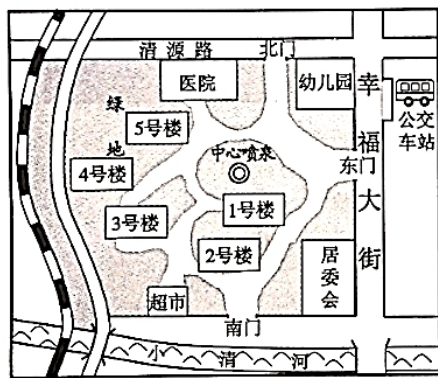 清源路
北门
医院
幼儿园
幸福大街
公交
车站
绿地
5号楼
中心喷泉
东门
4号楼
3号楼
1号楼
2号楼
居委会
超市
南门
小清河